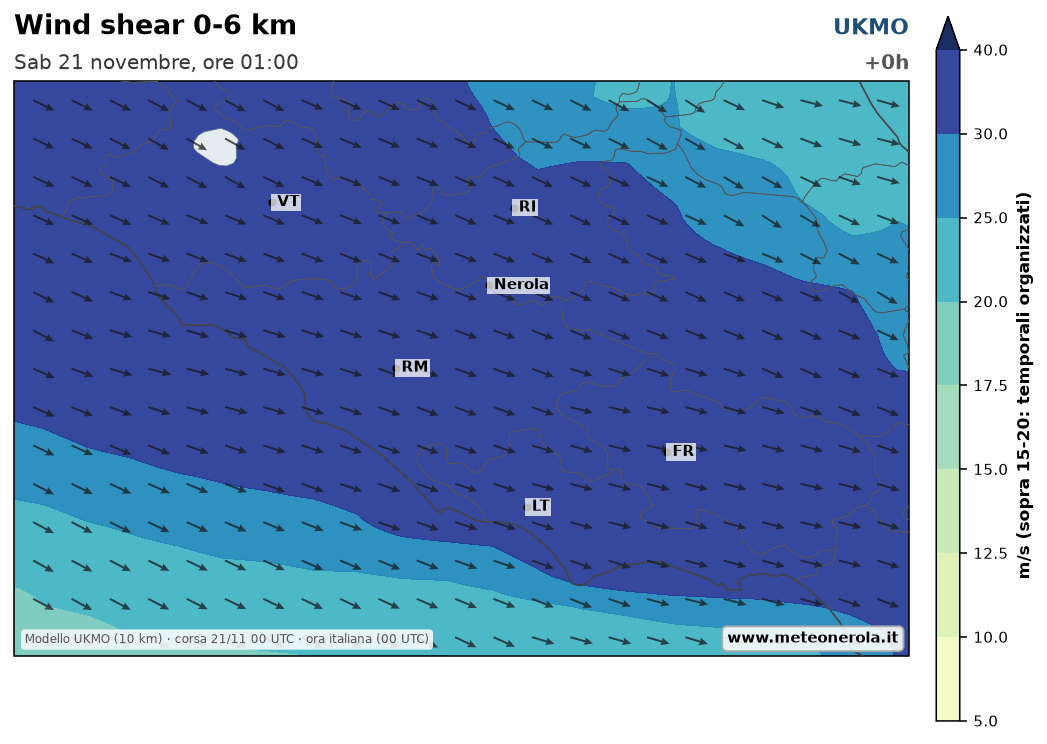 Wind shear 0-6 km
UKMO
Sab 21 novembre, ore 01:00
+0h
VT
RI
Nerola
RM
FR
LT
Modello UKMO (10 km) · corsa 21/11 00 UTC · ora italiana (00 UTC)
www.meteonerola.it
40.0
30.0
25.0
20.0
17.5
15.0
12.5
10.0
5.0
m/s (sopra 15-20: temporali organizzati)